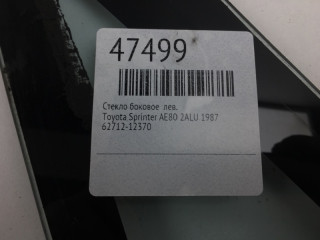 47499
Стекло боковое лев.
Toyota Sprinter AE80 2ALU 1987
62712-12370